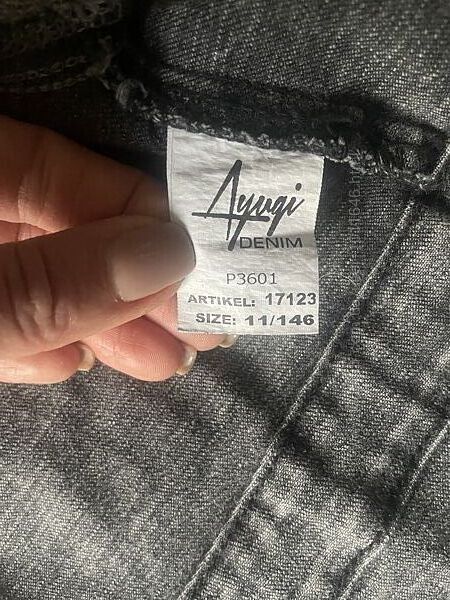 Ayugi
DENIM
P3601
ARTIKEL: 17123
SIZE: 11/146